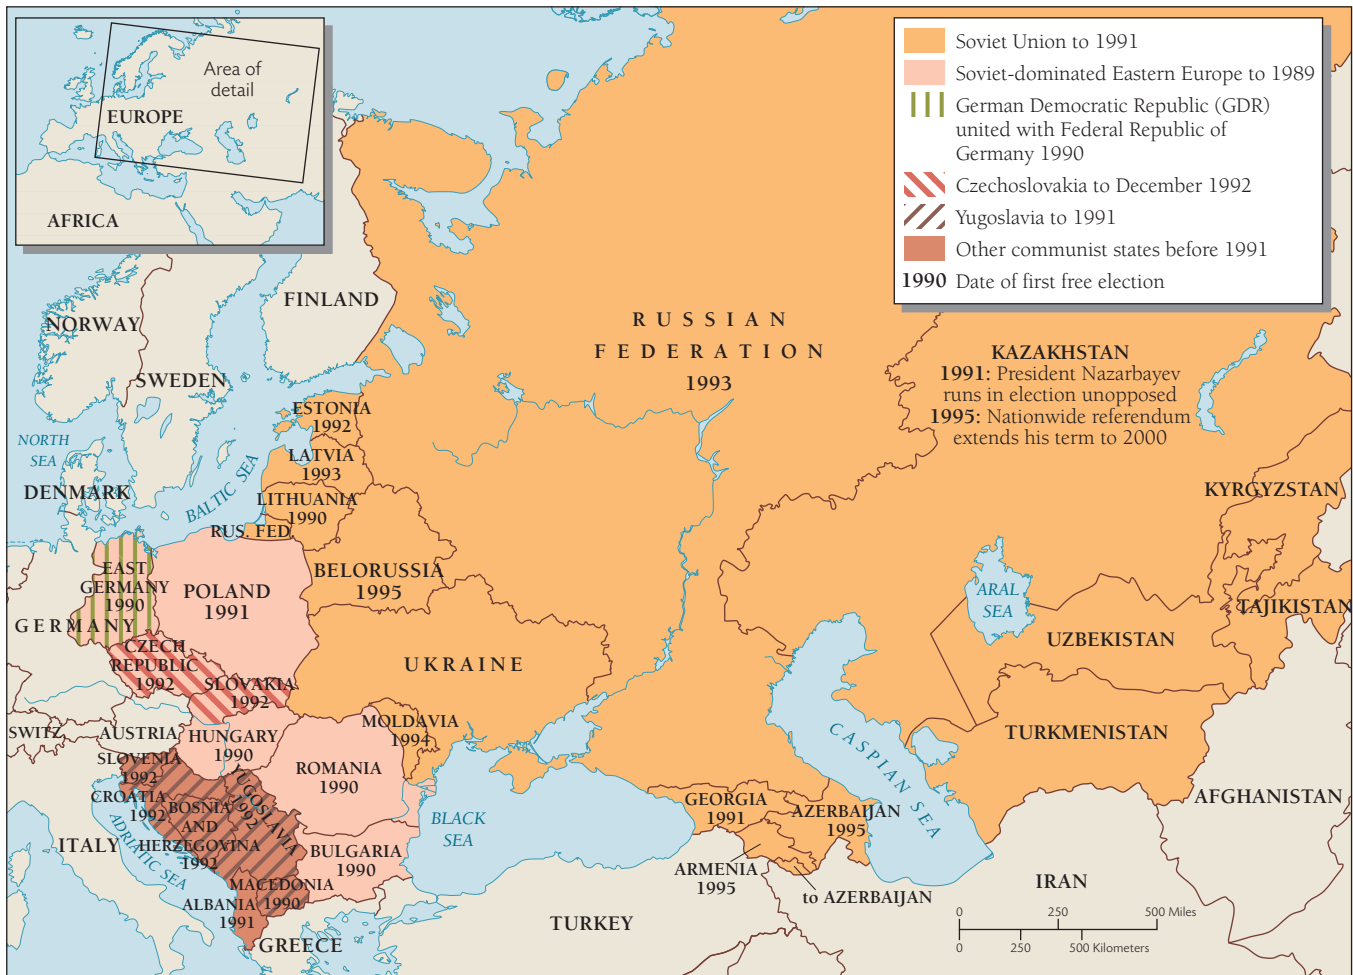 Area of
detail
EUROPE
AFRICA
Soviet Union to 1991
Soviet-dominated Eastern Europe to 1989
German Democratic Republic (GDR)
united with Federal Republic of
Germany 1990
Czechoslovakia to December 1992
Yugoslavia to 1991
Other communist states before 1991
1990 Date of first free election
FINLAND
NORWAY
SWEDEN
RUSSIAN
FEDERATION
1993
KAZAKHSTAN
1991: President Nazarbayev
runs in election unopposed
1995: Nationwide referendum
extends his term to 2000
NORTH
SEA
ESTONIA
1992
LATVIA
1993
BALTIC SEA
DENMARK
LITHUANIA
1990
RUS. FED.
KYRGYZSTAN
EAST
GERMANY
1990
POLAND
1991
BELORUSSIA
1995
ARAL
SEA
TAJIKISTAN
GERMANY
UZBEKISTAN
CZECH
REPUBLIC
1992
SLOVAKIA
1992
UKRAINE
SWITZ.
AUSTRIA
HUNGARY
1990
MOLDAVIA
1994
TURKMENISTAN
CASPIAN SEA
SLOVENIA
1992
YUGOSLAVIA
1992
ROMANIA
1990
CROATIA
1992
BOSNIA
AND
HERZEGOVINA
1992
GEORGIA
1991
AZERBAIJAN
1995
AFGHANISTAN
BLACK
SEA
ITALY
ADRIATIC SEA
BULGARIA
1990
ARMENIA
1995
to AZERBAIJAN
IRAN
MACEDONIA
1990
ALBANIA
1991
GREECE
TURKEY
0 250 500 Miles
0 250 500 Kilometers